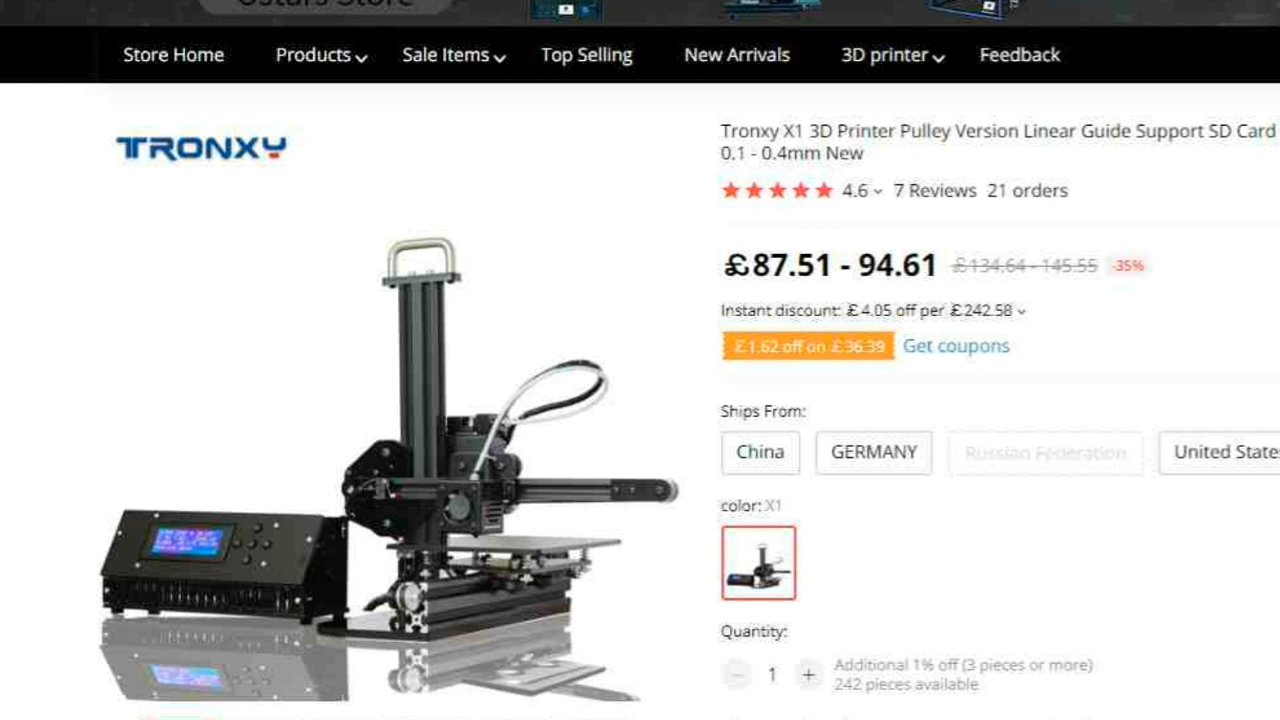 Ustars Store
Store Home Products Sale Items Top Selling New Arrivals 3D printer Feedback
TRONXY
Tronxy X1 3D Printer Pulley Version Linear Guide Support SD Card
0.1 - 0.4mm New
4.6 7 Reviews 21 orders
£87.51 - 94.61 £134.64 - 145.55 -35%
Instant discount: £4.05 off per £242.58
£1.62 off on £36.39 Get coupons
Ships From:
China GERMANY Russian Federation United State
color: X1
Quantity:
- 1 + Additional 1% off (3 pieces or more)
242 pieces available